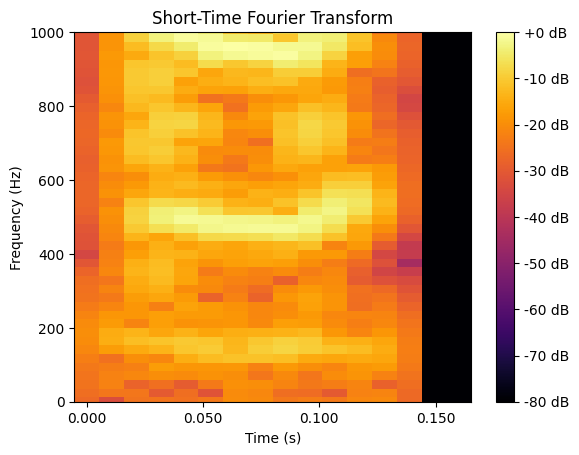 Short-Time Fourier Transform
1000
800
600
400
200
0
Frequency (Hz)
0.000
0.050
0.100
0.150
Time (s)
+0 dB
-10 dB
-20 dB
-30 dB
-40 dB
-50 dB
-60 dB
-70 dB
-80 dB